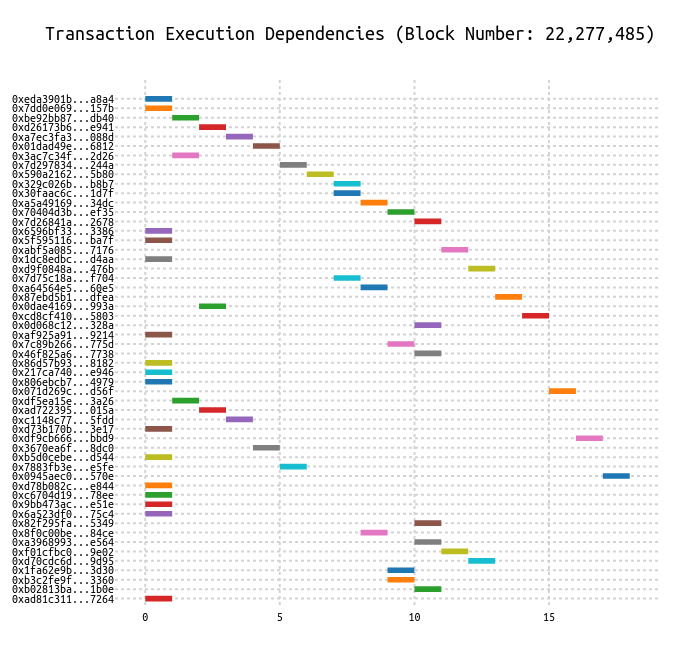 Transaction Execution Dependencies (Block Number: 22,277,485)
0xeda3901b...a8a4
0x7dd0e069...157b
0xbe92bb87...db40
0xd26173b6...e941
0xa7ec3fa3...088d
0x01dad49e...6812
0x3ac7c34f...2d26
0x7d297834...244a
0x590a2162...5b80
0x329c026b...b8b7
0x30faac6c...1d7f
0xa5a49169...34dc
0x70404d3b...ef35
0x7d26841a...2678
0x6596bf33...3386
0x5f595116...ba7f
0xabf5a085...7176
0x1dc8edbc...d4aa
0xd9f0848a...476b
0x7d75c18a...f704
0xa64564e5...60e5
0x87ebd5b1...dfea
0x0dae4169...993a
0xcd8cf410...5803
0x0d068c12...328a
0xaf925a91...9214
0x7c89b266...775d
0x46f825a6...7738
0x86d57b93...8182
0x217ca740...e946
0x806ebcb7...4979
0x071d269c...d56f
0xdf5ea15e...3a26
0xad722395...015a
0xc1148c77...5fdd
0xd73b170b...3e17
0xdf9cb666...bbd9
0x3670ea6f...8dc0
0xb5d0cebe...d544
0x7883fb3e...e5fe
0x0945aec0...570e
0xd78b082c...e844
0xc6704d19...78ee
0x9bb473ac...e51e
0x6a523df0...75c4
0x82f295fa...5349
0x8f0c00be...84ce
0xa3968993...e564
0xf01cfbc0...9e02
0xd70cdc6d...9d95
0x1fa62e9b...3d30
0xb3c2fe9f...3360
0xb02813ba...1b0e
0xad81c311...7264
0 5 10 15